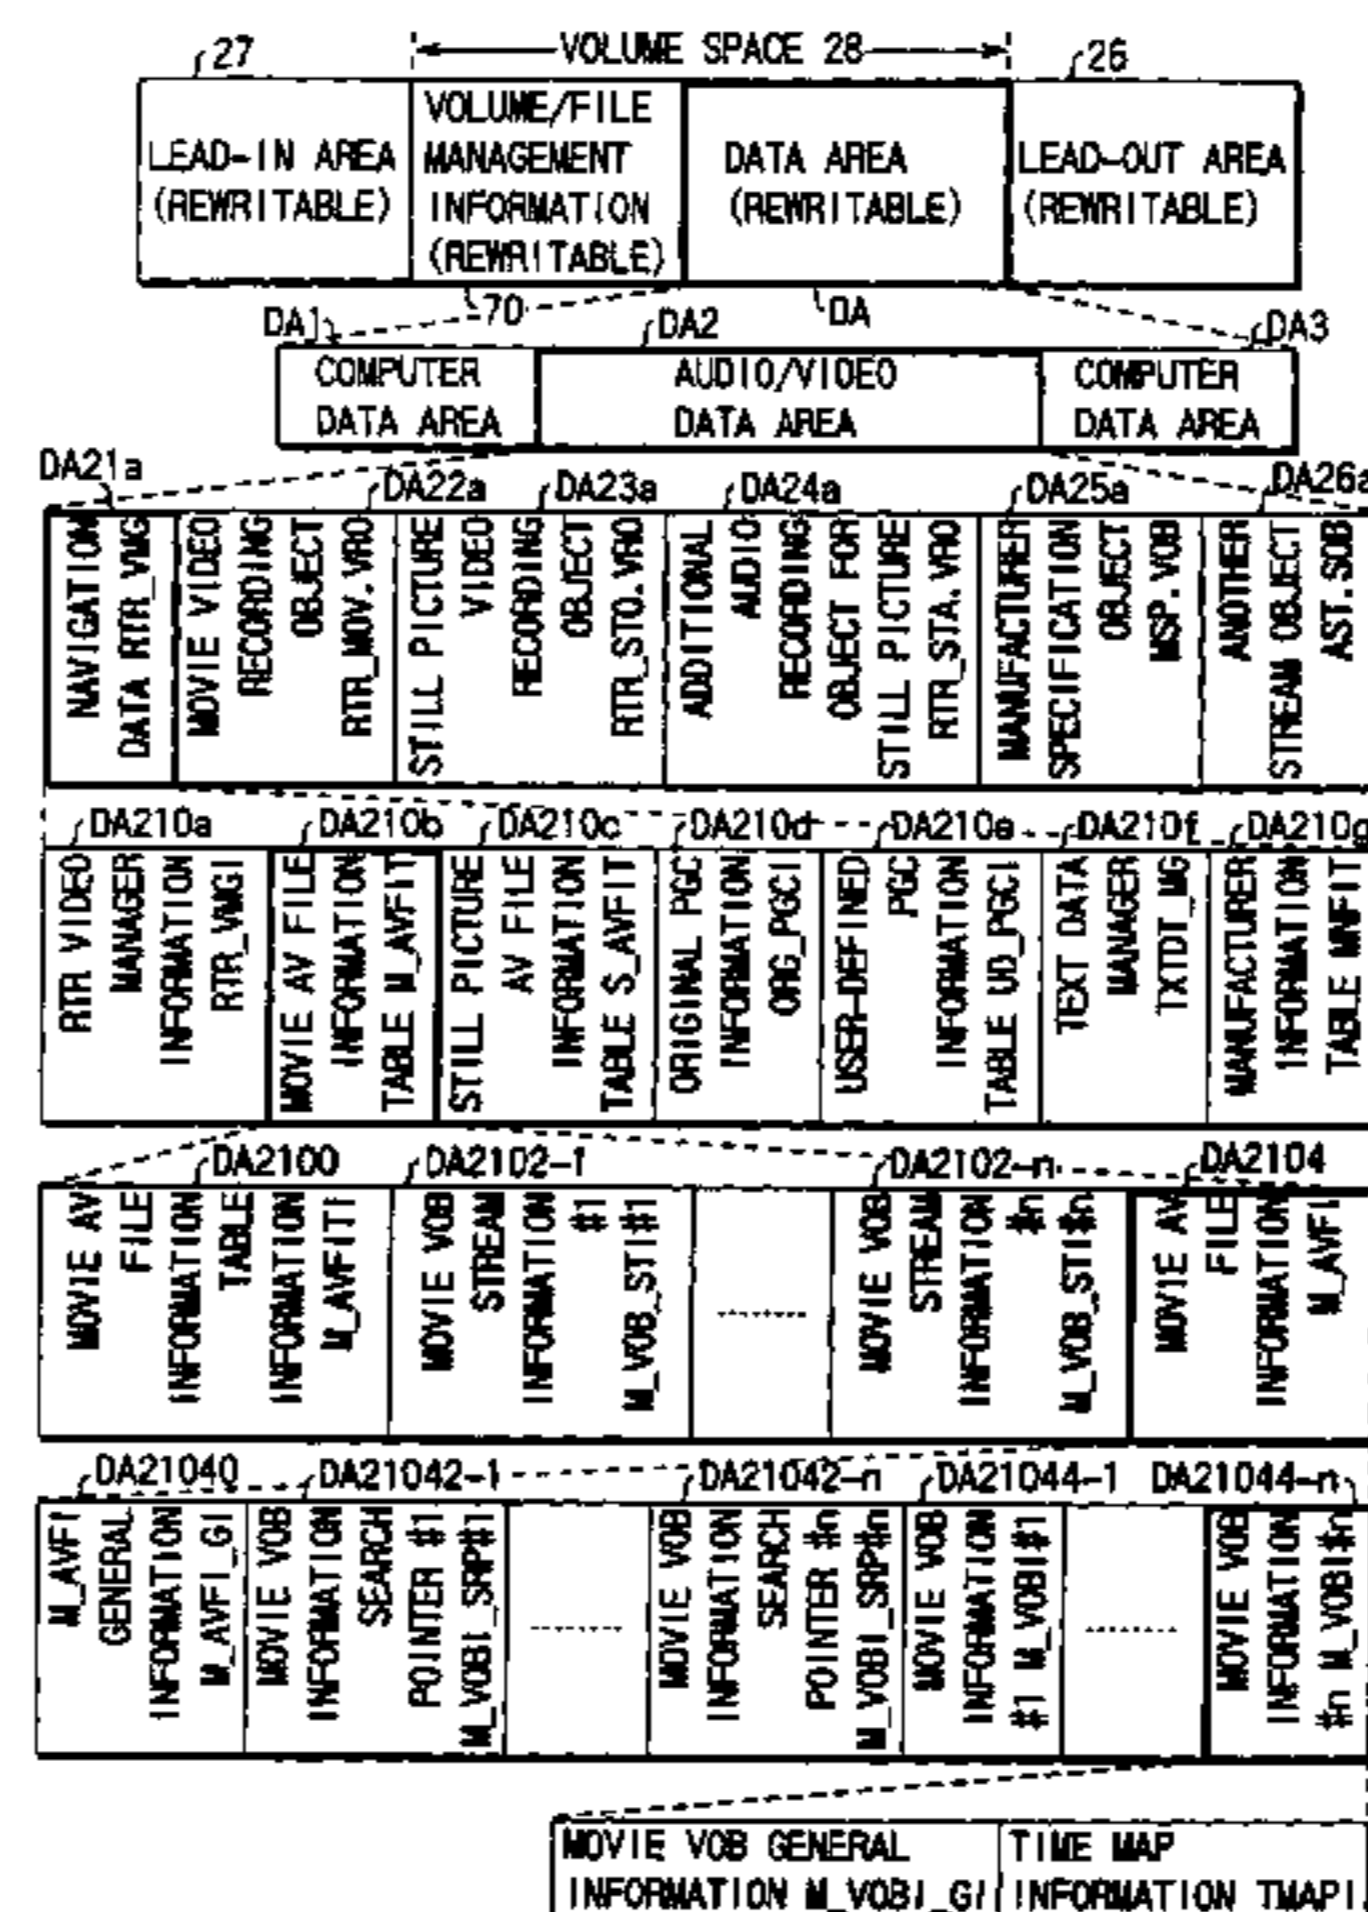 27
VOLUME SPACE 28
26
LEAD-IN AREA
(REWRITABLE)
VOLUME/FILE
MANAGEMENT
INFORMATION
(REWRITABLE)
DATA AREA
(REWRITABLE)
LEAD-OUT AREA
(REWRITABLE)
70
DA
DA1
DA2
DA3
COMPUTER
DATA AREA
AUDIO/VIDEO
DATA AREA
COMPUTER
DATA AREA
DA21a
DA22a
DA23a
DA24a
DA25a
DA26a
NAVIGATION
DATA RTR_VMG
MOVIE VIDEO
RECORDING
OBJECT
RTR_MOV.VRO
STILL PICTURE
VIDEO
RECORDING
OBJECT
RTR_STO.VRO
ADDITIONAL
AUDIO
RECORDING
OBJECT FOR
STILL PICTURE
RTR_STA.VRO
MANUFACTURER
SPECIFICATION
OBJECT
MSP.VOB
ANOTHER
STREAM OBJECT
AST.SOB
DA210a
DA210b
DA210c
DA210d
DA210e
DA210f
DA210g
RTR VIDEO
MANAGER
INFORMATION
RTR_VMGI
MOVIE AV FILE
INFORMATION
TABLE M_AVFIT
STILL PICTURE
AV FILE
INFORMATION
TABLE S_AVFIT
ORIGINAL PGC
INFORMATION
ORG_PGCI
USER-DEFINED
PGC
INFORMATION
TABLE UD_PGCI
TEXT DATA
MANAGER
TXTDT_MG
MANUFACTURER
INFORMATION
TABLE MNFIT
DA2100
DA2102-1
DA2102-n
DA2104
MOVIE AV
FILE
INFORMATION
TABLE
INFORMATION
M_AVFITI
MOVIE VOB
STREAM
INFORMATION
#1
M_VOB_STI#1
MOVIE VOB
STREAM
INFORMATION
#n
M_VOB_STI#n
MOVIE AV
FILE
INFORMATION
M_AVFI
DA21040
DA21042-1
DA21042-n
DA21044-1
DA21044-n
M_AVFI
GENERAL
INFORMATION
M_AVFI_GI
MOVIE VOB
INFORMATION
SEARCH
POINTER #1
M_VOBI_SRP#1
MOVIE VOB
INFORMATION
SEARCH
POINTER #n
M_VOBI_SRP#n
MOVIE VOB
INFORMATION
#1 M_VOBI#1
MOVIE VOB
INFORMATION
#n M_VOBI#n
MOVIE VOB GENERAL
INFORMATION M_VOBI_GI
TIME MAP
INFORMATION TMAPI